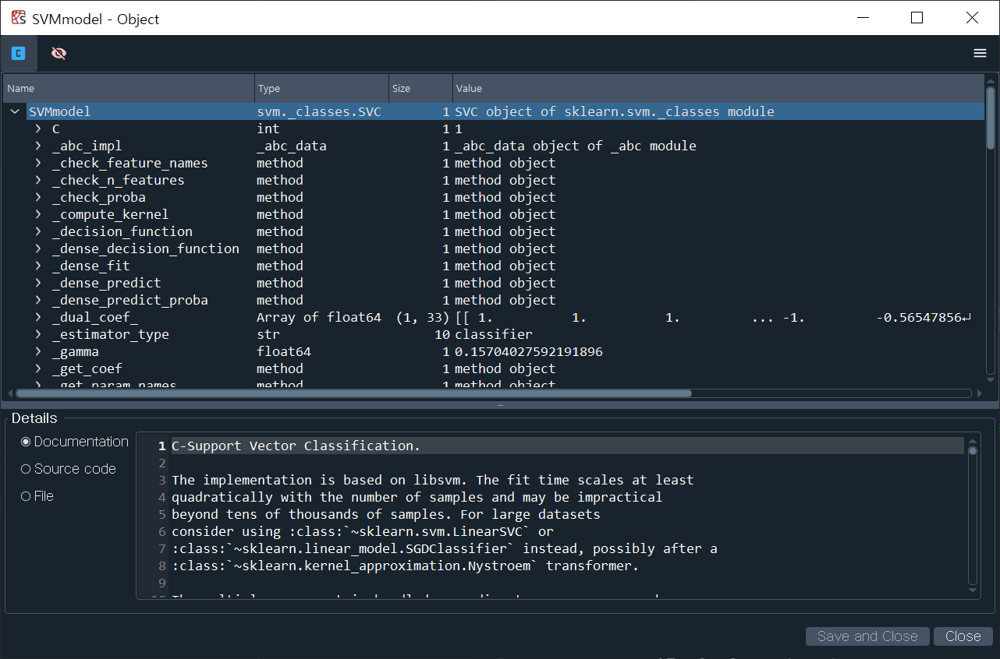 SVMmodel - Object
Name Type Size Value
SVMmodel svm._classes.SVC 1 SVC object of sklearn.svm._classes module
C int 1 1
_abc_impl _abc_data 1 _abc_data object of _abc module
_check_feature_names method 1 method object
_check_n_features method 1 method object
_check_proba method 1 method object
_compute_kernel method 1 method object
_decision_function method 1 method object
_dense_decision_function method 1 method object
_dense_fit method 1 method object
_dense_predict method 1 method object
_dense_predict_proba method 1 method object
_dual_coef_ Array of float64 (1, 33) [[ 1. 1. 1. ... -1. -0.56547856↵
_estimator_type str 10 classifier
_gamma float64 1 0.15704027592191896
_get_coef method 1 method object
_get_param_names method 1 method object
Details
Documentation
Source code
File
1 C-Support Vector Classification.
2
3 The implementation is based on libsvm. The fit time scales at least
4 quadratically with the number of samples and may be impractical
5 beyond tens of thousands of samples. For large datasets
6 consider using :class:`~sklearn.svm.LinearSVC` or
7 :class:`~sklearn.linear_model.SGDClassifier` instead, possibly after a
8 :class:`~sklearn.kernel_approximation.Nystroem` transformer.
9
Save and Close Close